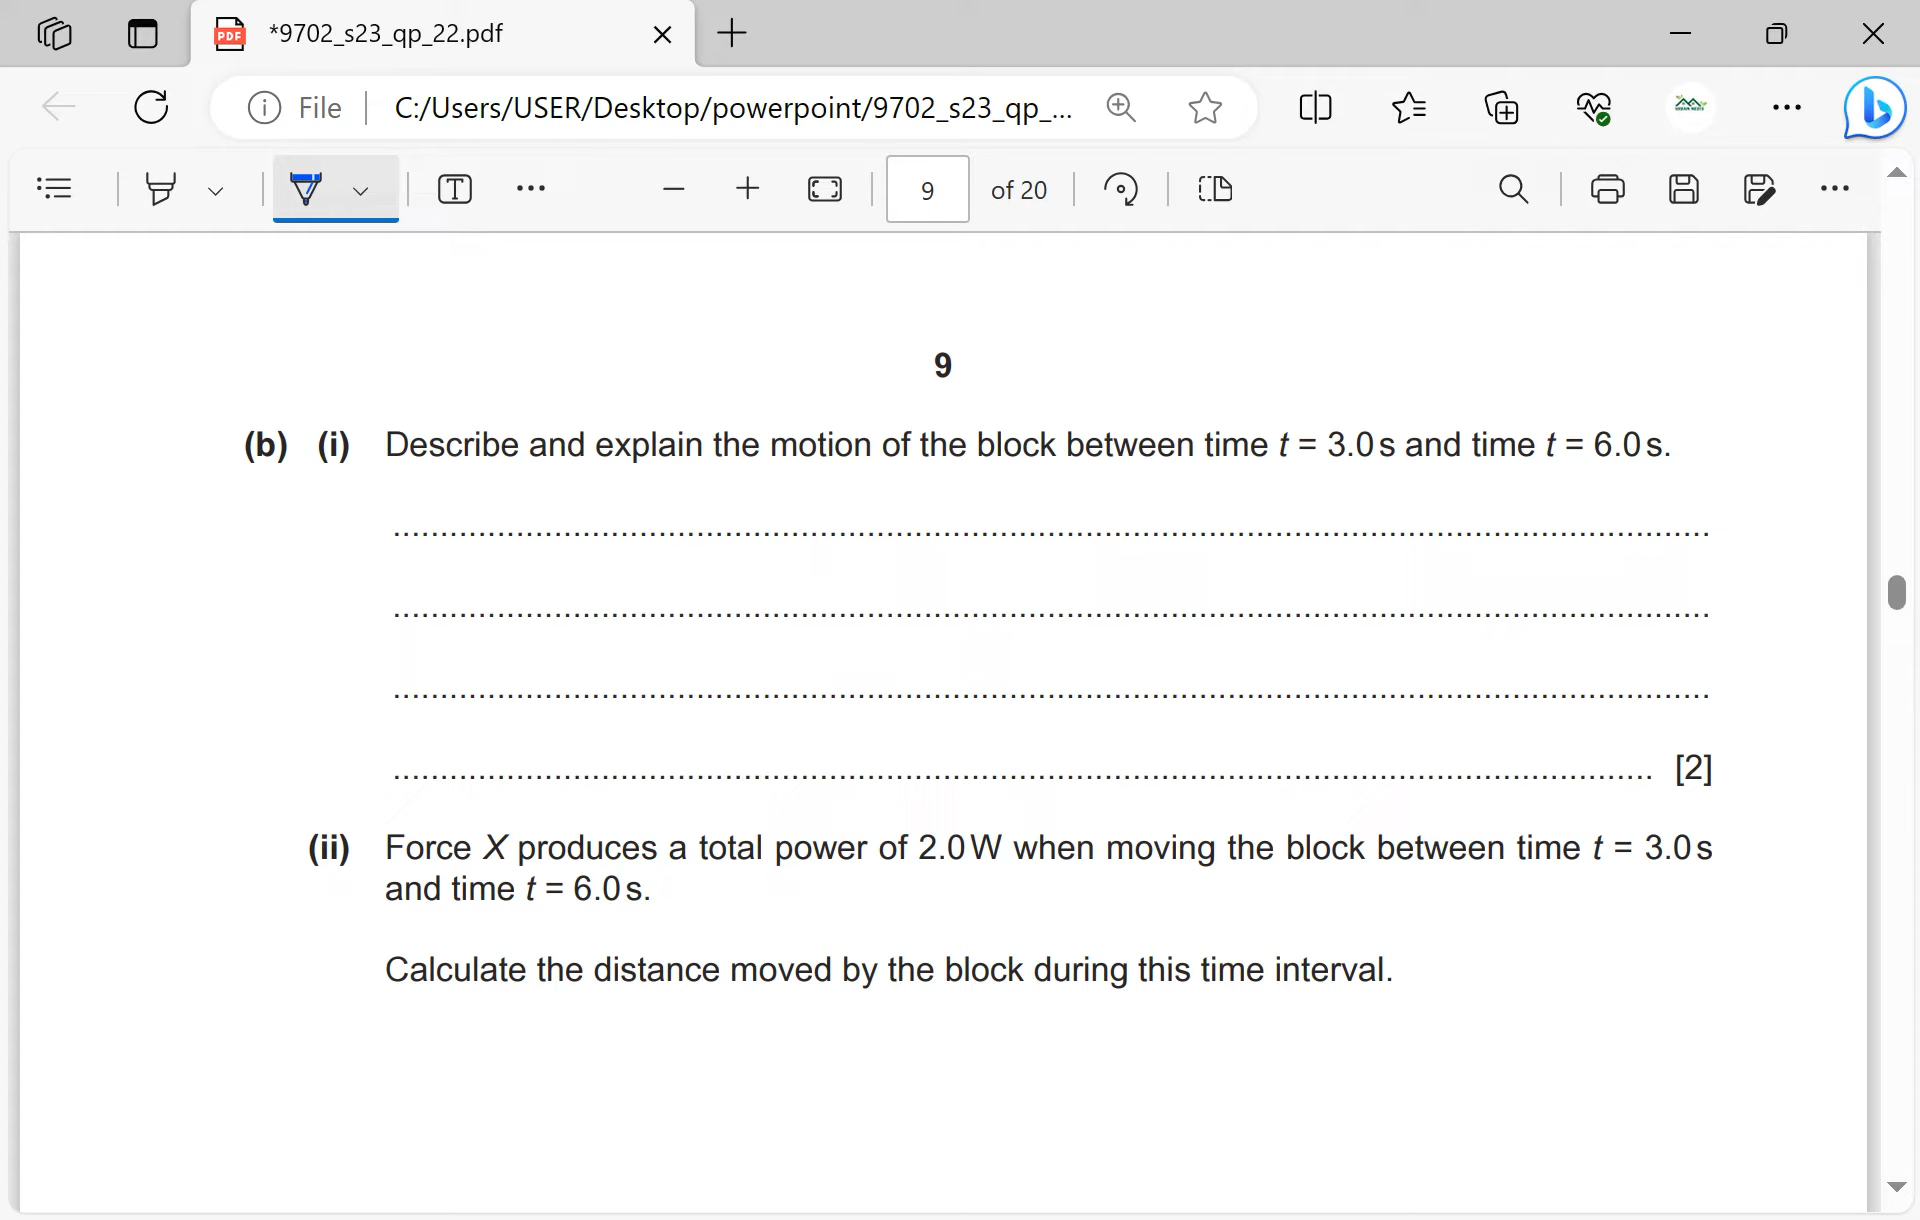 *9702_s23_qp_22.pdf
File
C:/Users/USER/Desktop/powerpoint/9702_s23_qp_...
9 of 20
9
(b) (i) Describe and explain the motion of the block between time t = 3.0 s and time t = 6.0 s.
..........................................................................................
..........................................................................................
..........................................................................................
.......................................................................................... [2]
(ii) Force X produces a total power of 2.0 W when moving the block between time t = 3.0 s
and time t = 6.0 s.
Calculate the distance moved by the block during this time interval.